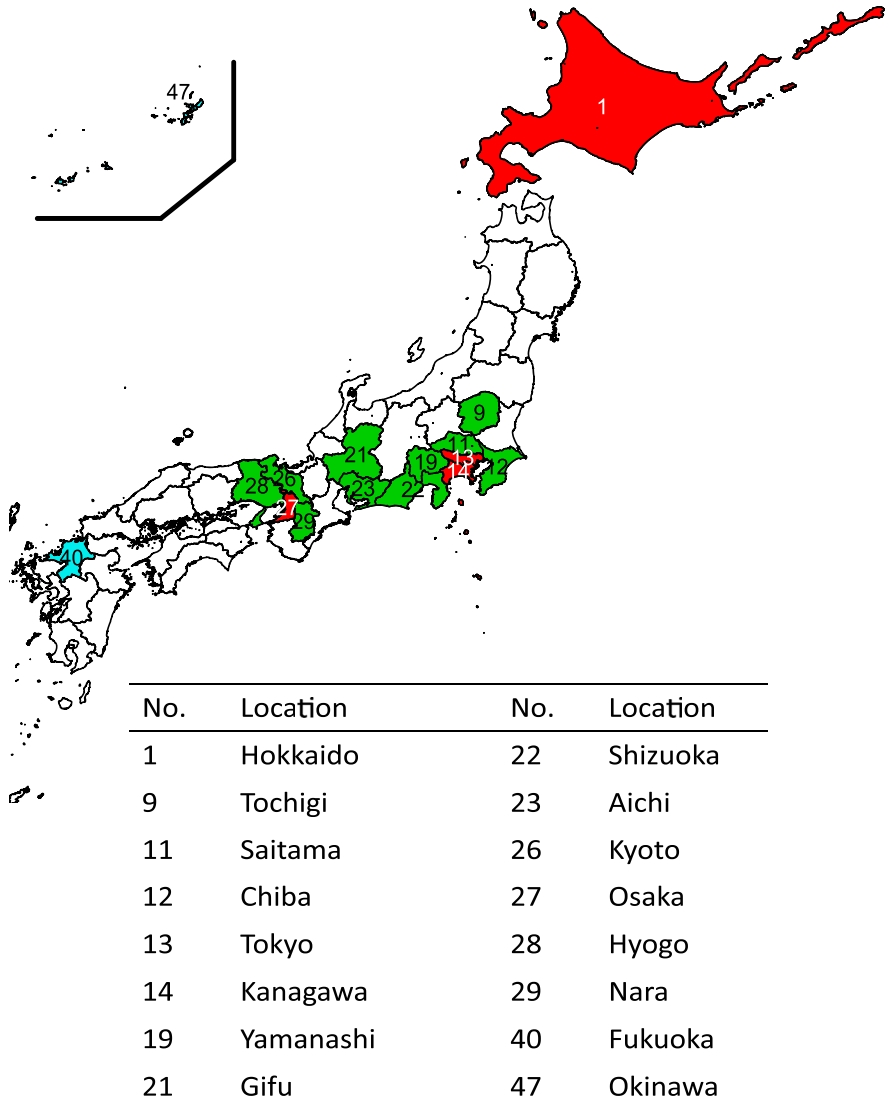 47
1
9
11
13
14
12
19
21
22
23
26
28
27
29
40
No. Location No. Location
1 Hokkaido 22 Shizuoka
9 Tochigi 23 Aichi
11 Saitama 26 Kyoto
12 Chiba 27 Osaka
13 Tokyo 28 Hyogo
14 Kanagawa 29 Nara
19 Yamanashi 40 Fukuoka
21 Gifu 47 Okinawa